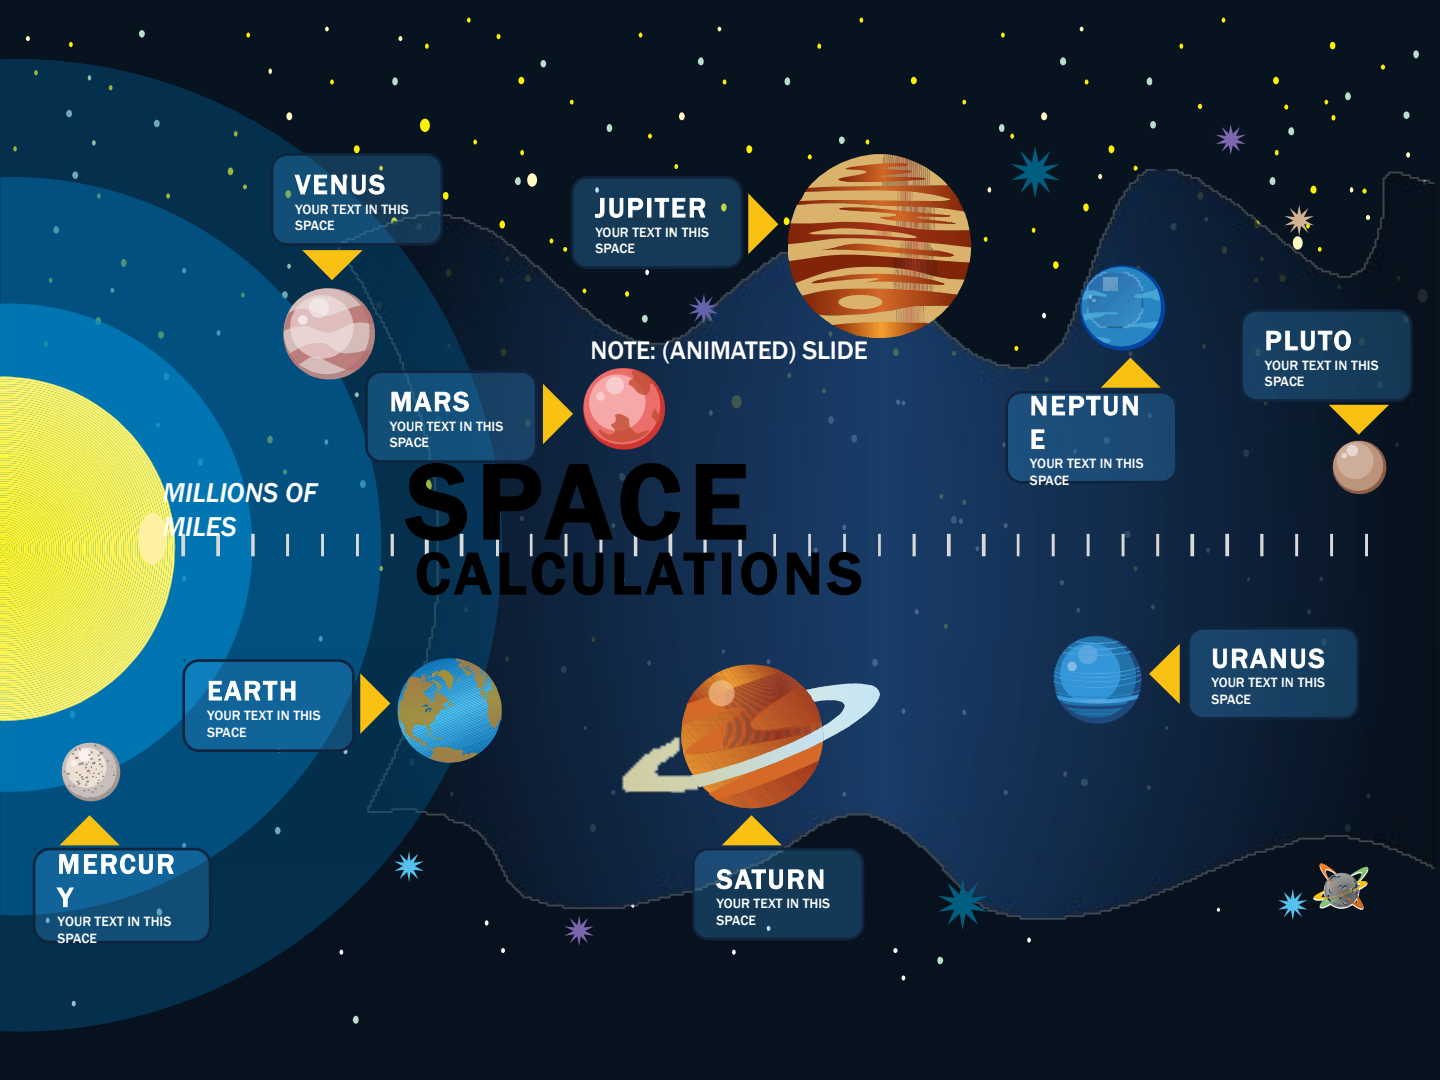 VENUS
YOUR TEXT IN THIS
SPACE
JUPITER
YOUR TEXT IN THIS
SPACE
NOTE: (ANIMATED) SLIDE
PLUTO
YOUR TEXT IN THIS
SPACE
MARS
YOUR TEXT IN THIS
SPACE
NEPTUN
E
YOUR TEXT IN THIS
SPACE
MILLIONS OF
MILES
SPACE
CALCULATIONS
EARTH
YOUR TEXT IN THIS
SPACE
URANUS
YOUR TEXT IN THIS
SPACE
MERCUR
Y
YOUR TEXT IN THIS
SPACE
SATURN
YOUR TEXT IN THIS
SPACE